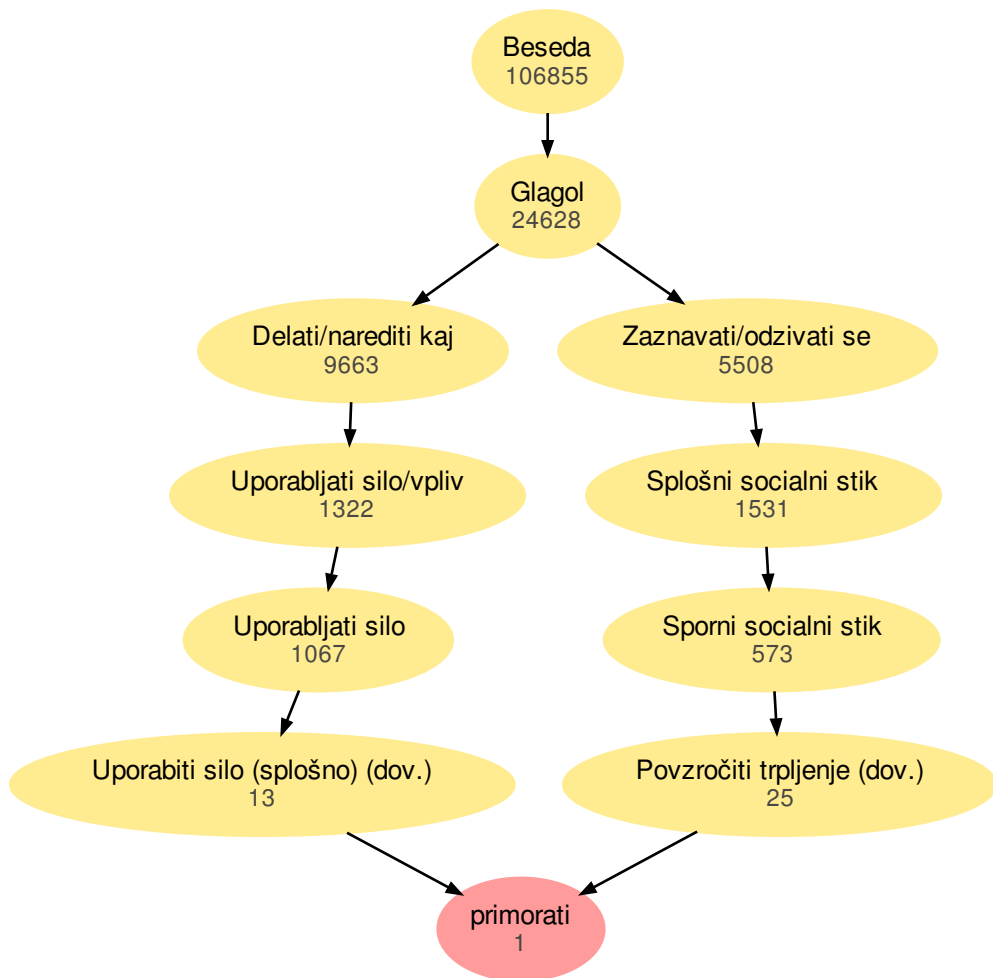 Beseda
106855
Glagol
24628
Delati/narediti kaj
9663
Zaznavati/odzivati se
5508
Uporabljati silo/vpliv
1322
Splošni socialni stik
1531
Uporabljati silo
1067
Sporni socialni stik
573
Uporabiti silo (splošno) (dov.)
13
Povzročiti trpljenje (dov.)
25
primorati
1